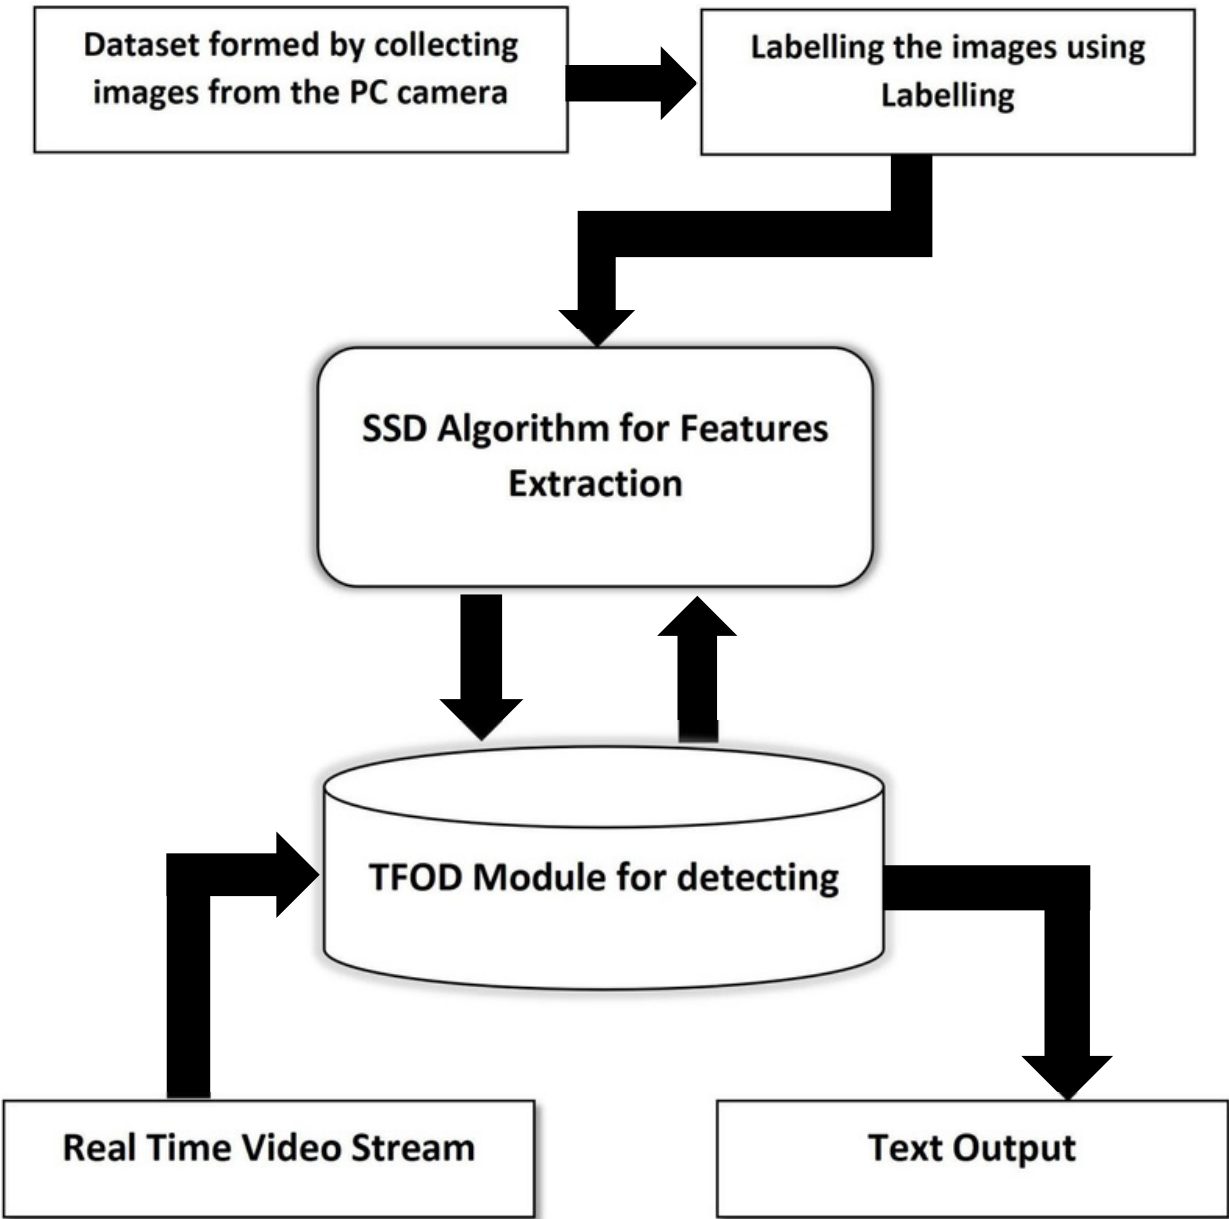 Dataset formed by collecting
images from the PC camera
Labelling the images using
Labelling
SSD Algorithm for Features
Extraction
TFOD Module for detecting
Real Time Video Stream
Text Output